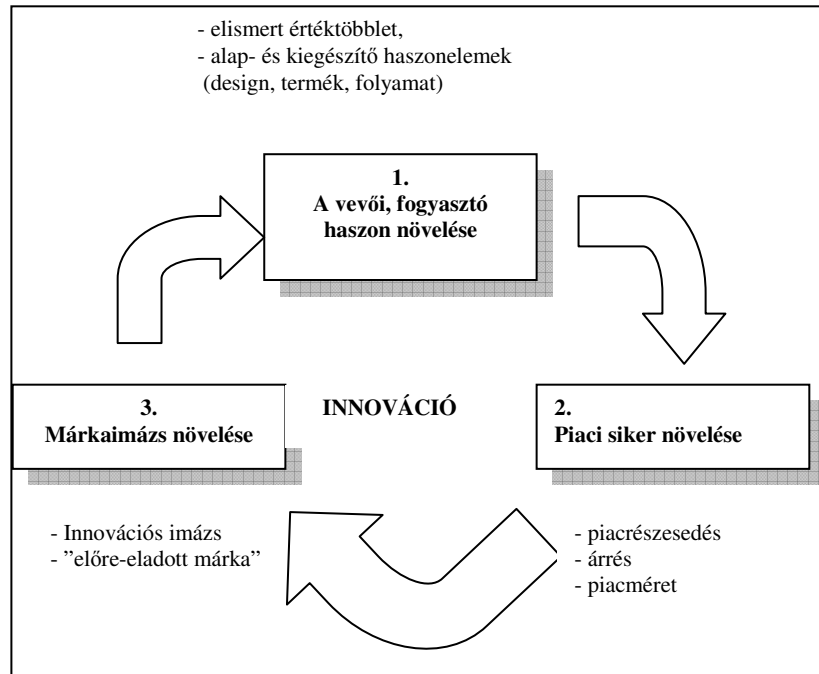 - elismert értéktöbblet,
- alap- és kiegészítő haszonelemek
(design, termék, folyamat)
1.
A vevői, fogyasztó
haszon növelése
3.
Márkaimázs növelése
INNOVÁCIÓ
2.
Piaci siker növelése
- Innovációs imázs
- ”előre-eladott márka”
- piacrészesedés
- árrés
- piacméret